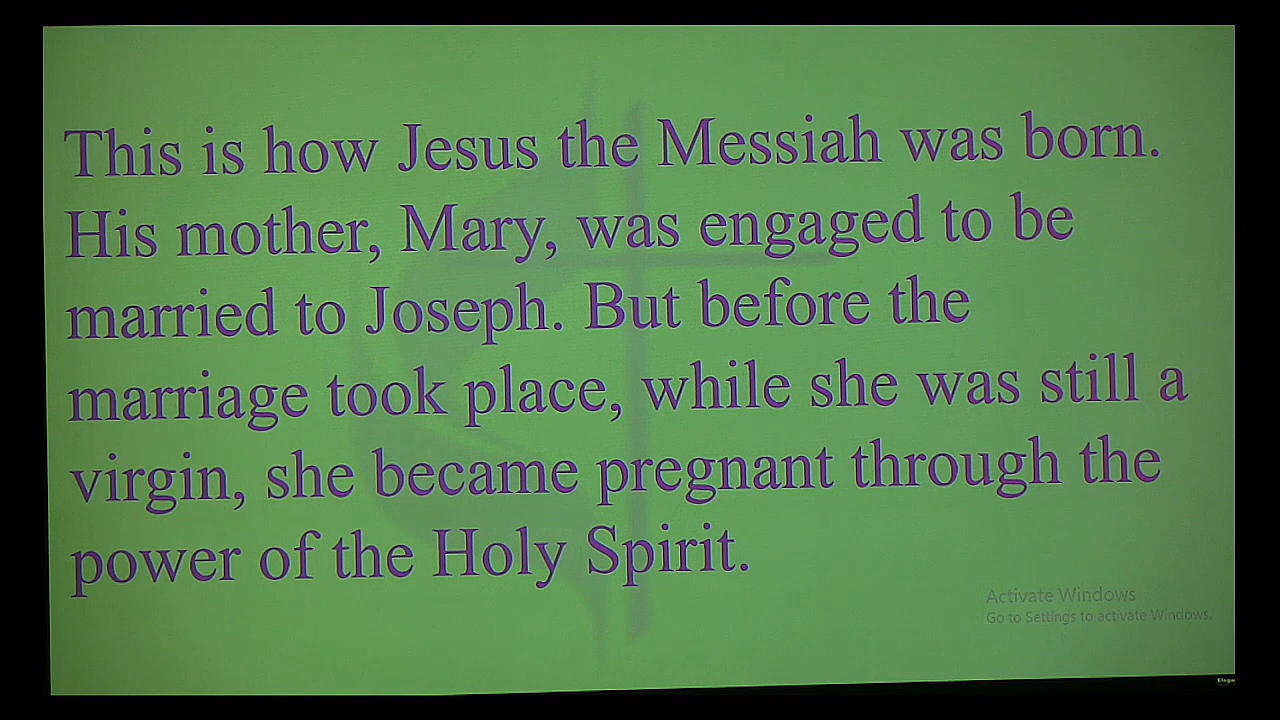 This is how Jesus the Messiah was born.
His mother, Mary, was engaged to be
married to Joseph. But before the
marriage took place, while she was still a
virgin, she became pregnant through the
power of the Holy Spirit.
Activate Windows
Go to Settings to activate Windows.